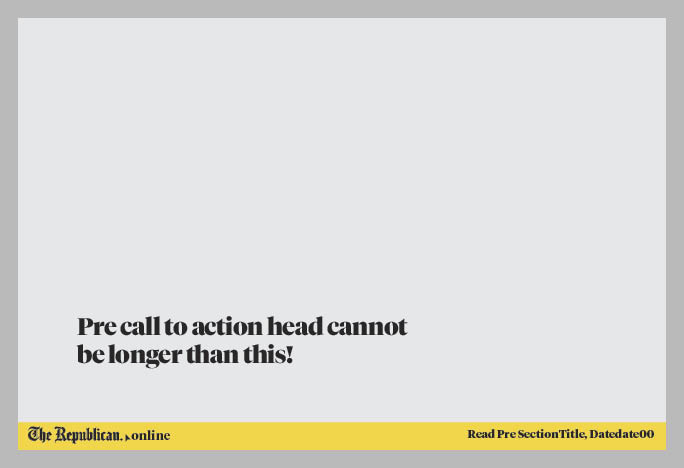 Pre call to action head cannot
be longer than this!
The Republican. online
Read Pre SectionTitle, Datedate00